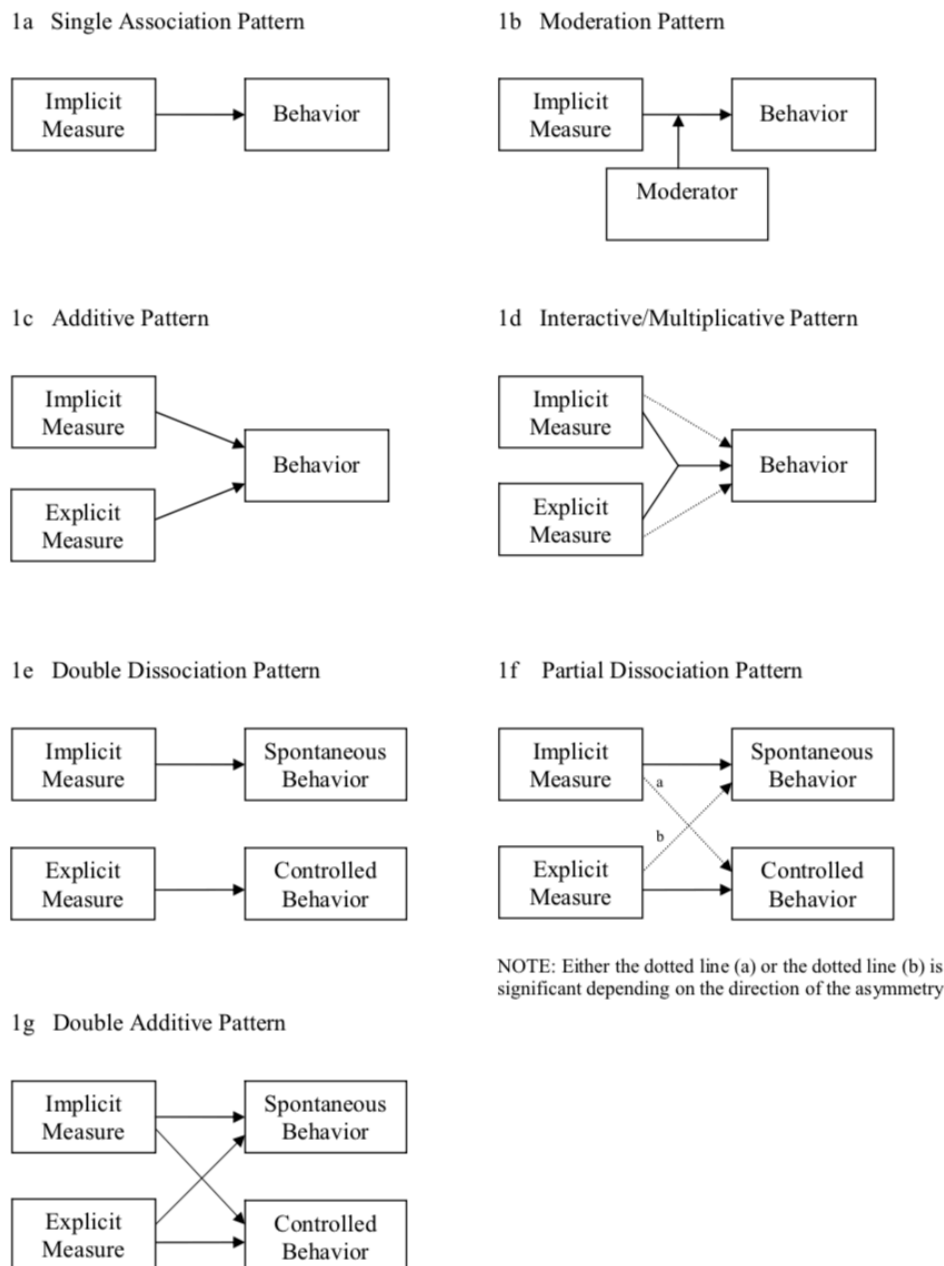 1a Single Association Pattern
Implicit
Measure
Behavior
1b Moderation Pattern
Implicit
Measure
Behavior
Moderator
1c Additive Pattern
Implicit
Measure
Explicit
Measure
Behavior
1d Interactive/Multiplicative Pattern
Implicit
Measure
Explicit
Measure
Behavior
1e Double Dissociation Pattern
Implicit
Measure
Spontaneous
Behavior
Explicit
Measure
Controlled
Behavior
1f Partial Dissociation Pattern
Implicit
Measure
a
Spontaneous
Behavior
b
Explicit
Measure
Controlled
Behavior
NOTE: Either the dotted line (a) or the dotted line (b) is
significant depending on the direction of the asymmetry
1g Double Additive Pattern
Implicit
Measure
Spontaneous
Behavior
Explicit
Measure
Controlled
Behavior